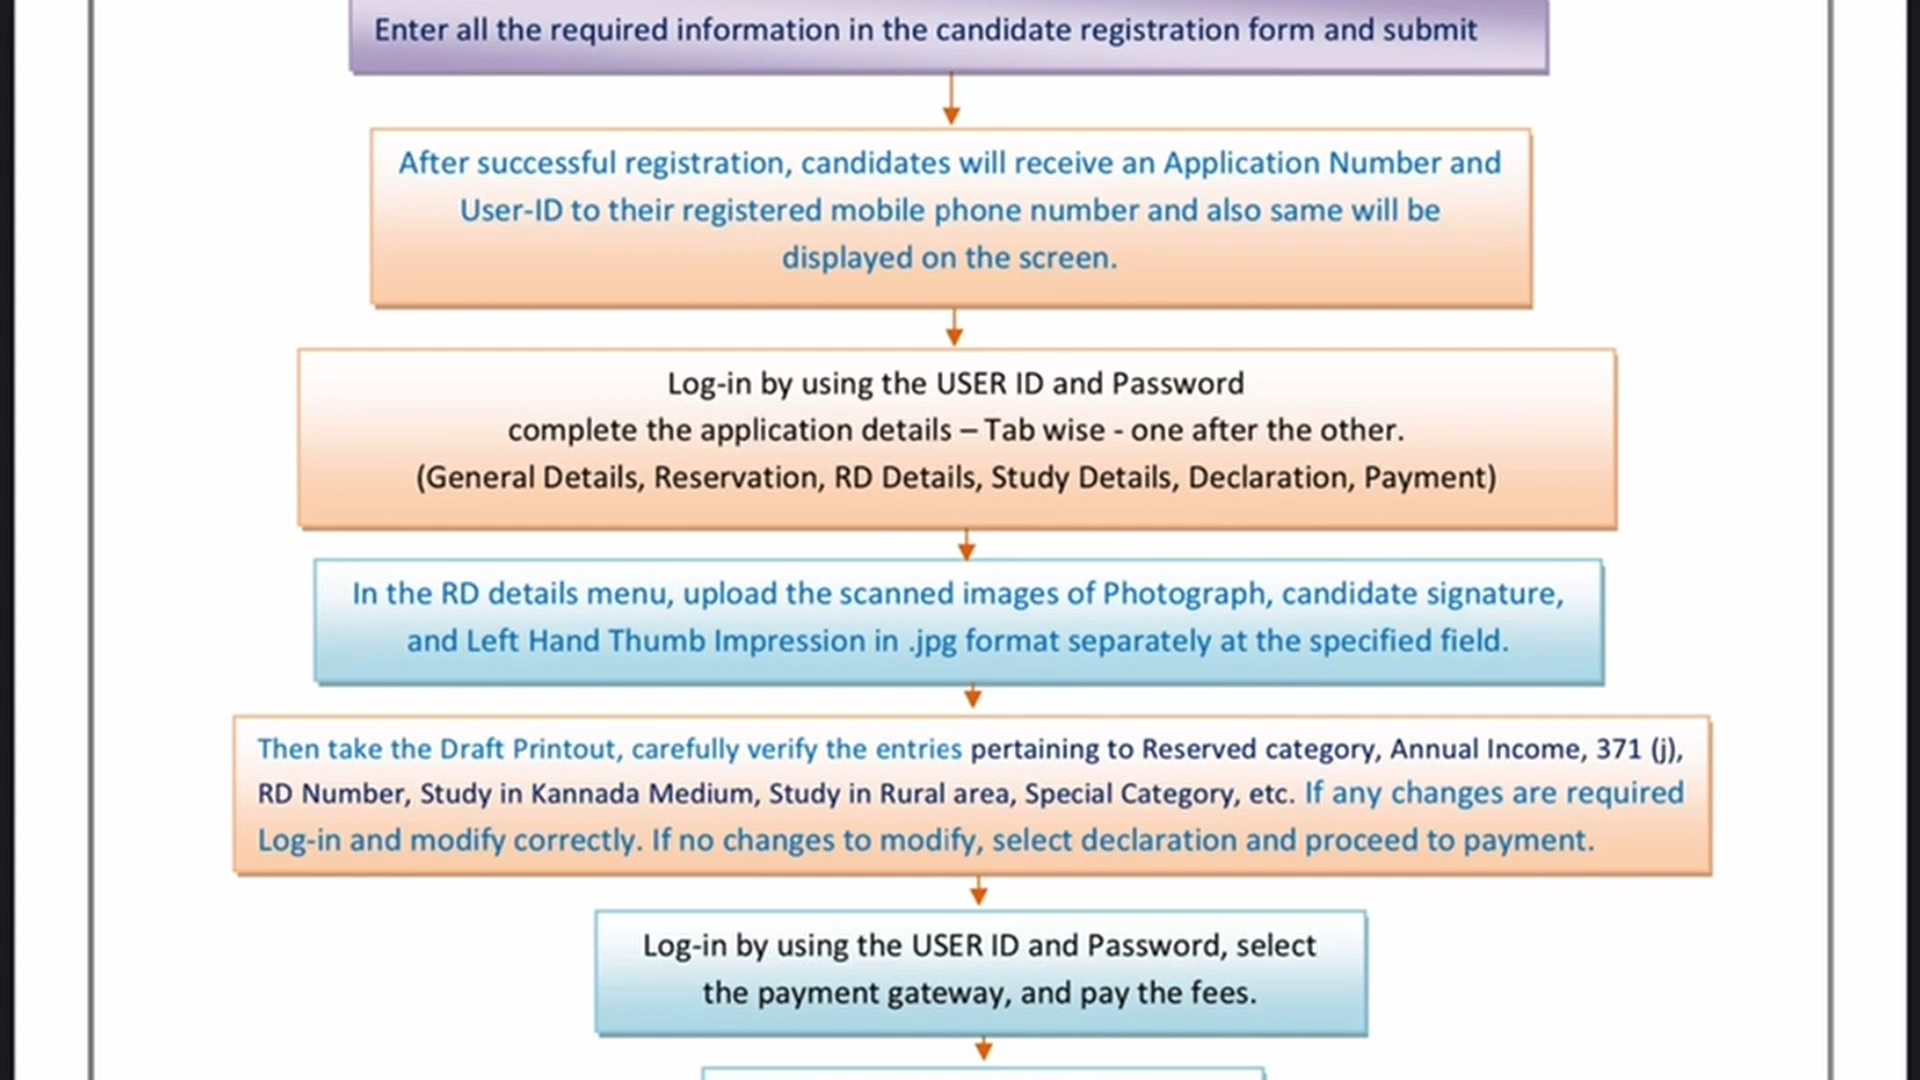 Enter all the required information in the candidate registration form and submit
After successful registration, candidates will receive an Application Number and
User-ID to their registered mobile phone number and also same will be
displayed on the screen.
Log-in by using the USER ID and Password
complete the application details – Tab wise - one after the other.
(General Details, Reservation, RD Details, Study Details, Declaration, Payment)
In the RD details menu, upload the scanned images of Photograph, candidate signature,
and Left Hand Thumb Impression in .jpg format separately at the specified field.
Then take the Draft Printout, carefully verify the entries pertaining to Reserved category, Annual Income, 371 (j),
RD Number, Study in Kannada Medium, Study in Rural area, Special Category, etc. If any changes are required
Log-in and modify correctly. If no changes to modify, select declaration and proceed to payment.
Log-in by using the USER ID and Password, select
the payment gateway, and pay the fees.